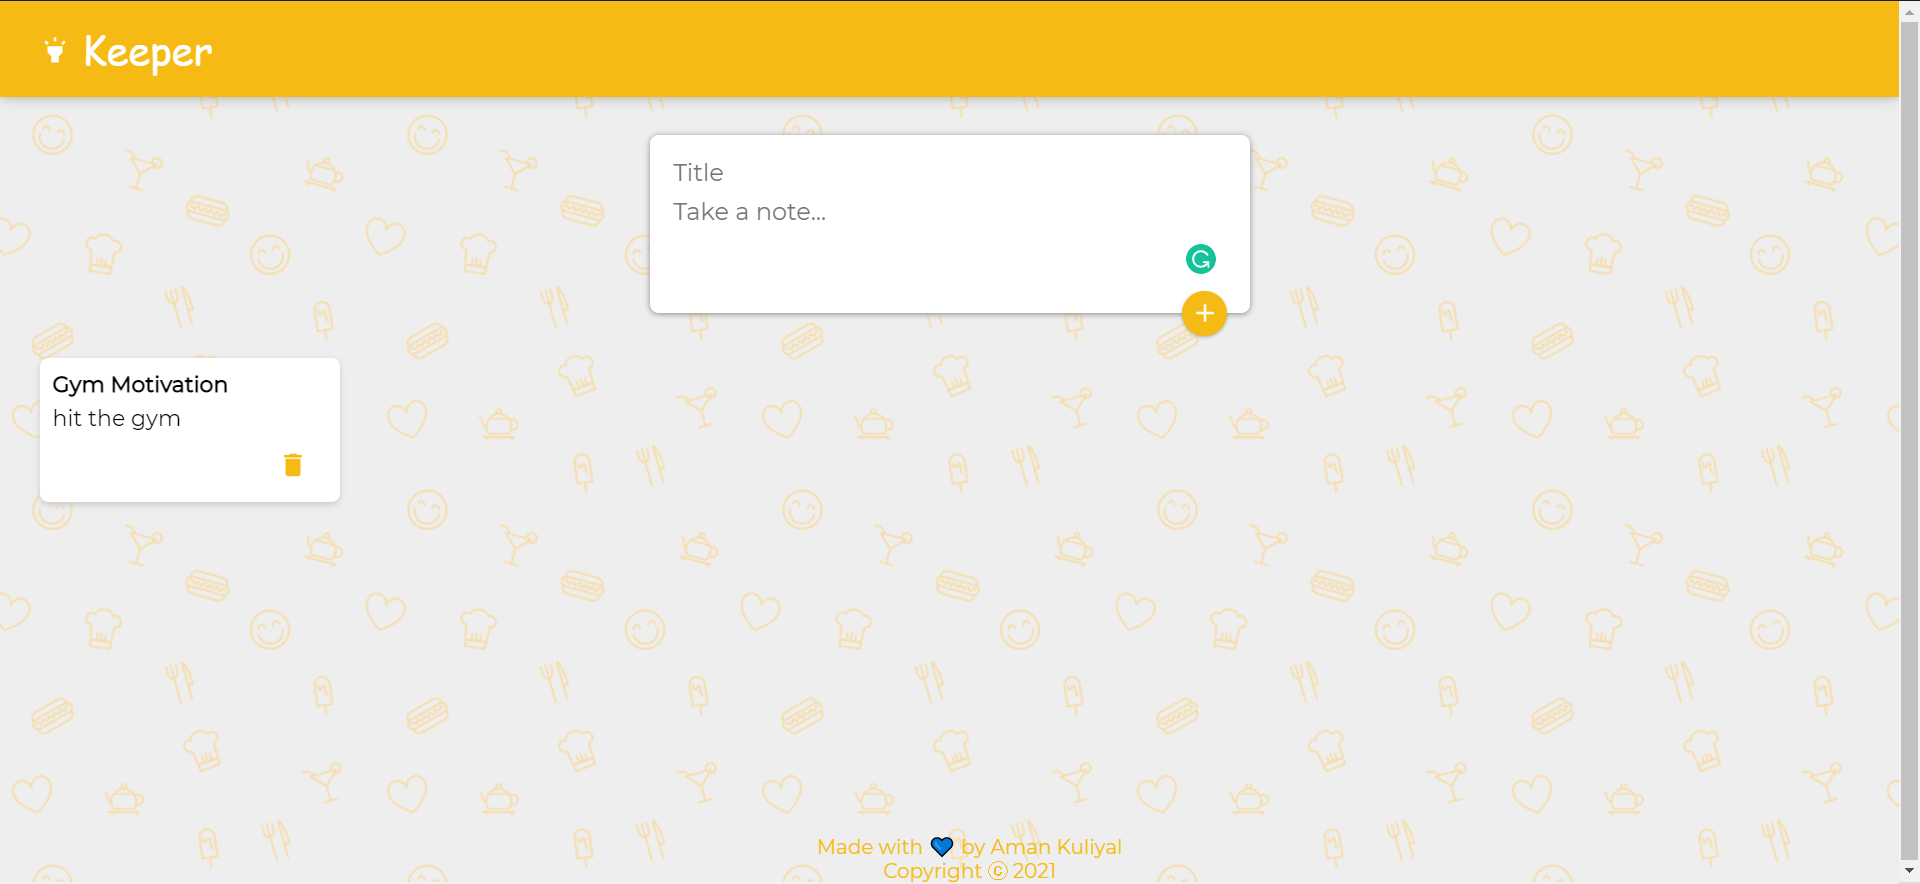 Keeper
Title
Take a note...
Gym Motivation
hit the gym
Made with 💙 by Aman Kuliyal
Copyright © 2021